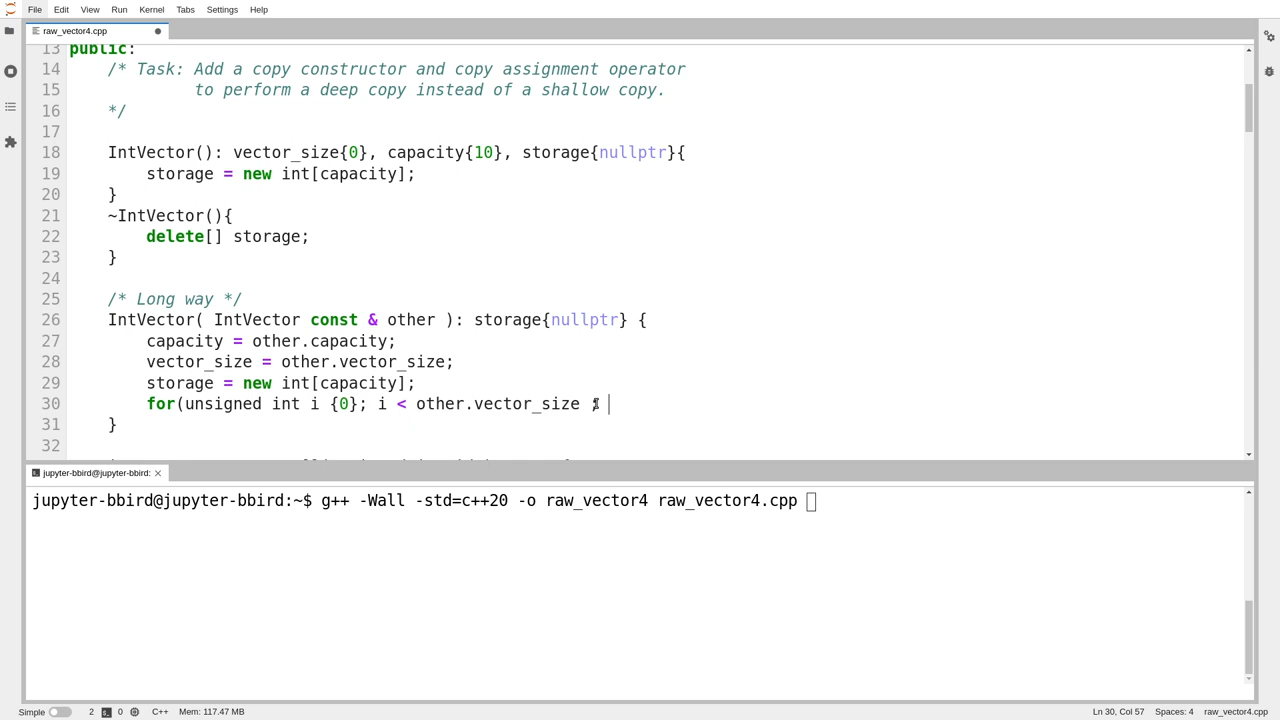 File Edit View Run Kernel Tabs Settings Help
raw_vector4.cpp
13 public:
14 /* Task: Add a copy constructor and copy assignment operator
15 to perform a deep copy instead of a shallow copy.
16 */
17
18 IntVector(): vector_size{0}, capacity{10}, storage{nullptr}{
19 storage = new int[capacity];
20 }
21 ~IntVector(){
22 delete[] storage;
23 }
24
25 /* Long way */
26 IntVector( IntVector const & other ): storage{nullptr} {
27 capacity = other.capacity;
28 vector_size = other.vector_size;
29 storage = new int[capacity];
30 for(unsigned int i {0}; i < other.vector_size ;
31 }
32
jupyter-bbird@jupyter-bbird:
jupyter-bbird@jupyter-bbird:~$ g++ -Wall -std=c++20 -o raw_vector4 raw_vector4.cpp
Simple 2 0 C++ Mem: 117.47 MB Ln 30, Col 57 Spaces: 4 raw_vector4.cpp